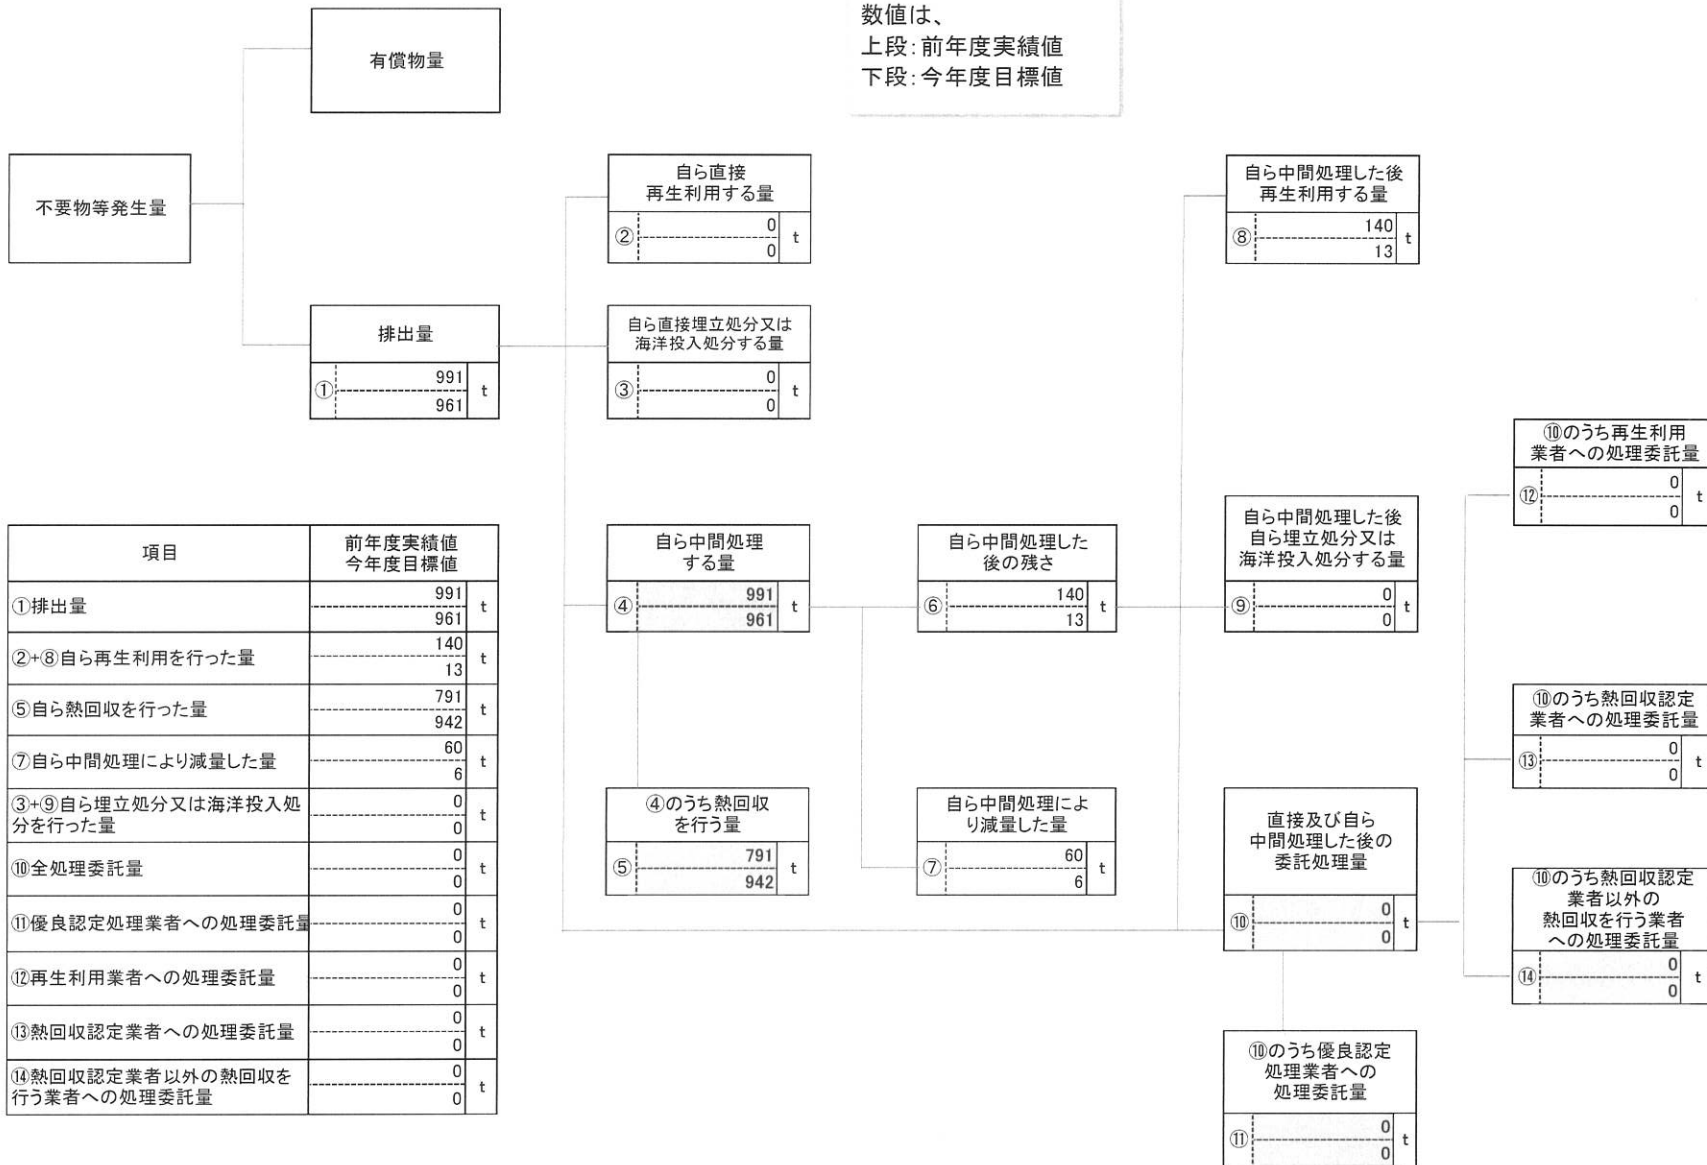 数値は、
上段：前年度実績値
下段：今年度目標値
有償物量
不要物等発生量
排出量
①
991
961
t
自ら直接
再生利用する量
②
0
0
t
自ら直接埋立処分又は
海洋投入処分する量
③
0
0
t
自ら中間処理
する量
④
991
961
t
④のうち熱回収
を行う量
⑤
791
942
t
自ら中間処理した
後の残さ
⑥
140
13
t
自ら中間処理によ
り減量した量
⑦
60
6
t
自ら中間処理した後
再生利用する量
⑧
140
13
t
自ら中間処理した後
自ら埋立処分又は
海洋投入処分する量
⑨
0
0
t
直接及び自ら
中間処理した後の
委託処理量
⑩
0
0
t
⑩のうち優良認定
処理業者への
処理委託量
⑪
0
0
t
⑩のうち再生利用
業者への処理委託量
⑫
0
0
t
⑩のうち熱回収認定
業者への処理委託量
⑬
0
0
t
⑩のうち熱回収認定
業者以外の
熱回収を行う業者
への処理委託量
⑭
0
0
t
項目
前年度実績値
今年度目標値
①排出量
991
961
t
②+⑧自ら再生利用を行った量
140
13
t
⑤自ら熱回収を行った量
791
942
t
⑦自ら中間処理により減量した量
60
6
t
③+⑨自ら埋立処分又は海洋投入処
分を行った量
0
0
t
⑩全処理委託量
0
0
t
⑪優良認定処理業者への処理委託量
0
0
t
⑫再生利用業者への処理委託量
0
0
t
⑬熱回収認定業者への処理委託量
0
0
t
⑭熱回収認定業者以外の熱回収を
行う業者への処理委託量
0
0
t